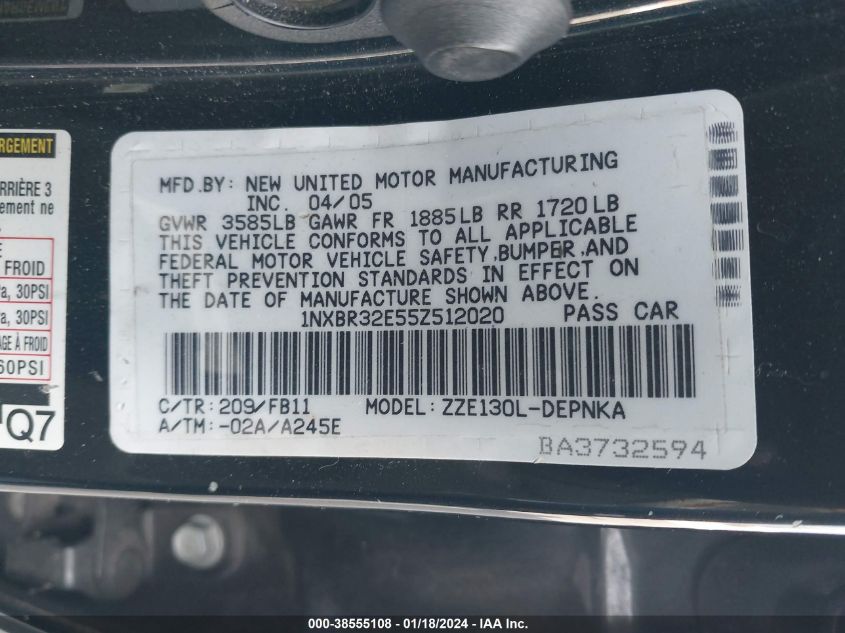 RGEMENT
RRIÈRE 3
ement ne
FROID
a, 30PSI
a, 30PSI
AGE À FROID
60PSI
Q7
MFD.BY: NEW UNITED MOTOR MANUFACTURING
INC. 04/05
GVWR 3585LB GAWR FR 1885LB RR 1720LB
THIS VEHICLE CONFORMS TO ALL APPLICABLE
FEDERAL MOTOR VEHICLE SAFETY,BUMPER,AND
THEFT PREVENTION STANDARDS IN EFFECT ON
THE DATE OF MANUFACTURE SHOWN ABOVE.
1NXBR32E55Z512020 PASS CAR
C/TR:209/FB11 MODEL:ZZE130L-DEPNKA
A/TM:-02A/A245E
BA3732594
000-38555108 - 01/18/2024 - IAA Holdings, LLC.